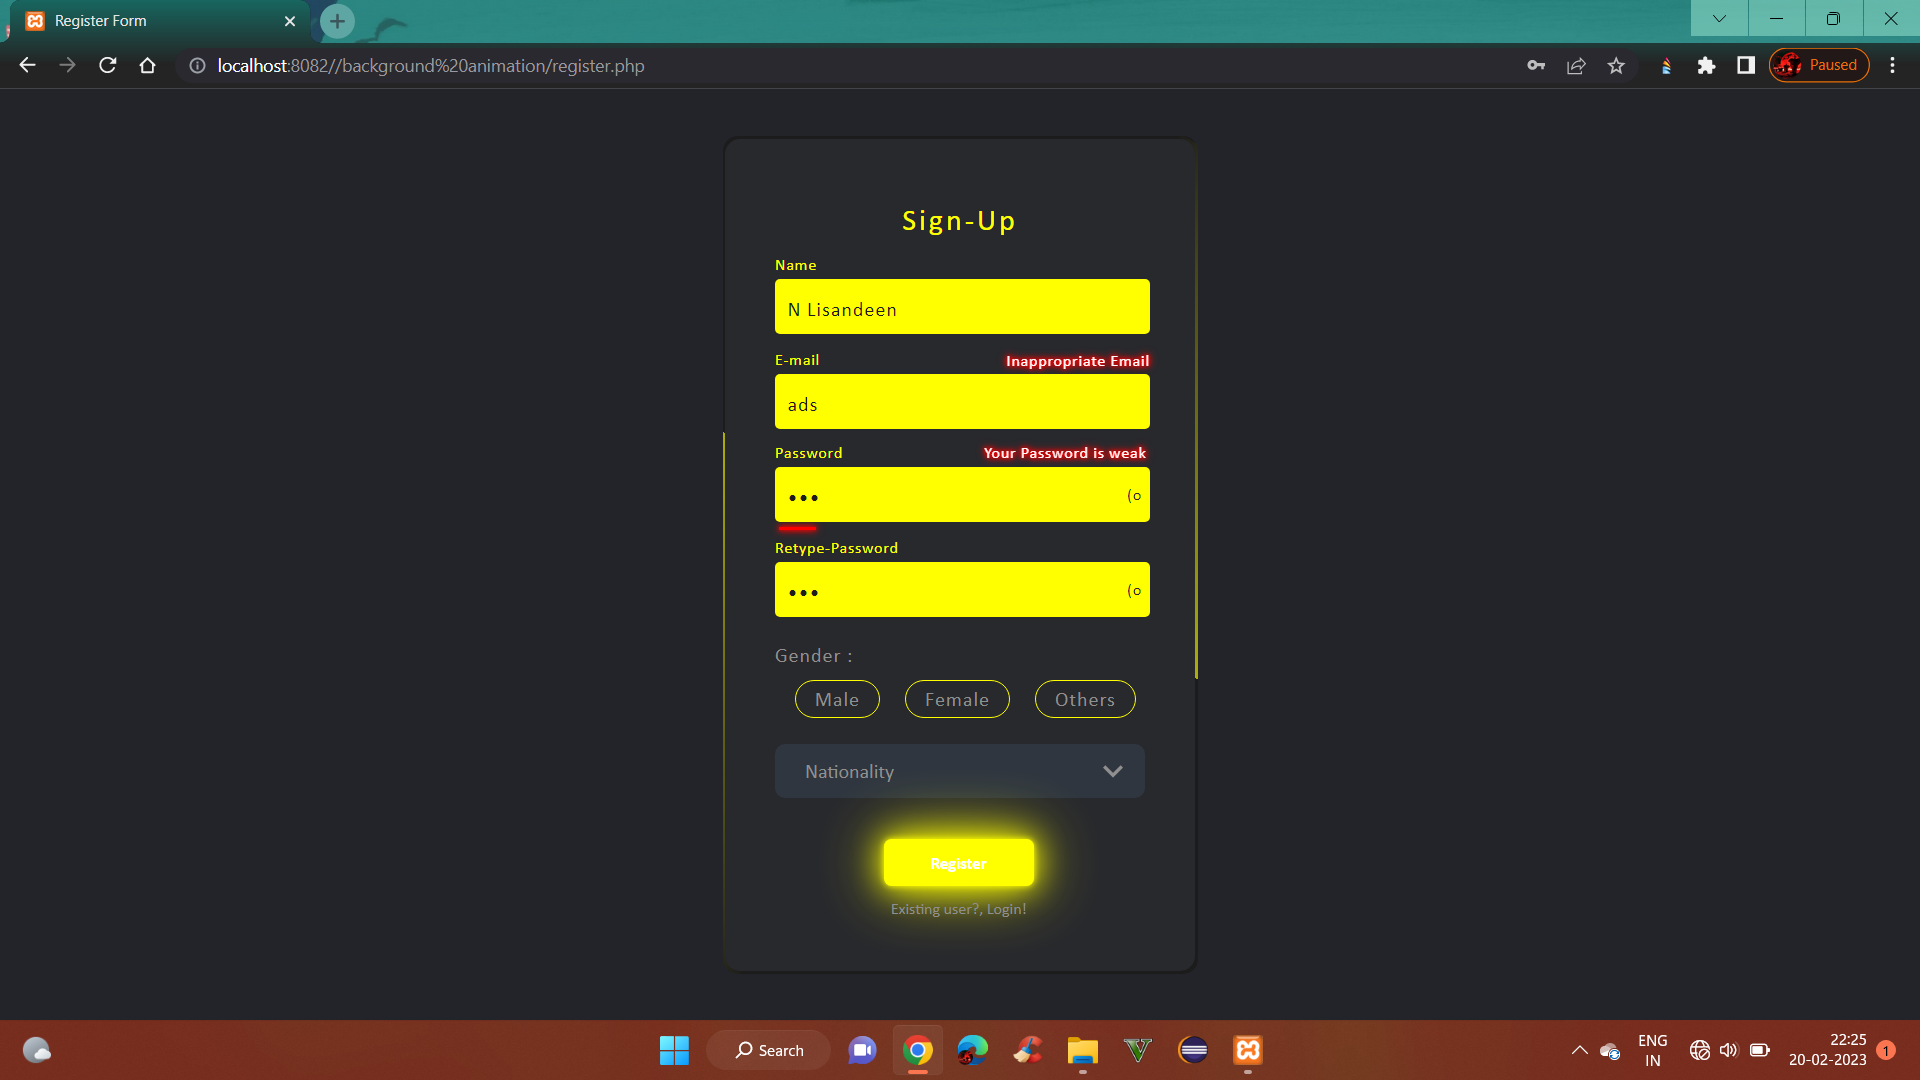 Register Form
localhost:8082//background%20animation/register.php
Paused
Sign-Up
Name
N Lisandeen
E-mail
Inappropriate Email
ads
Password
Your Password is weak
•••
(o
Retype-Password
•••
(o
Gender :
Male
Female
Others
Nationality
Register
Existing user?, Login!
Search
ENG
IN
22:25
20-02-2023
1